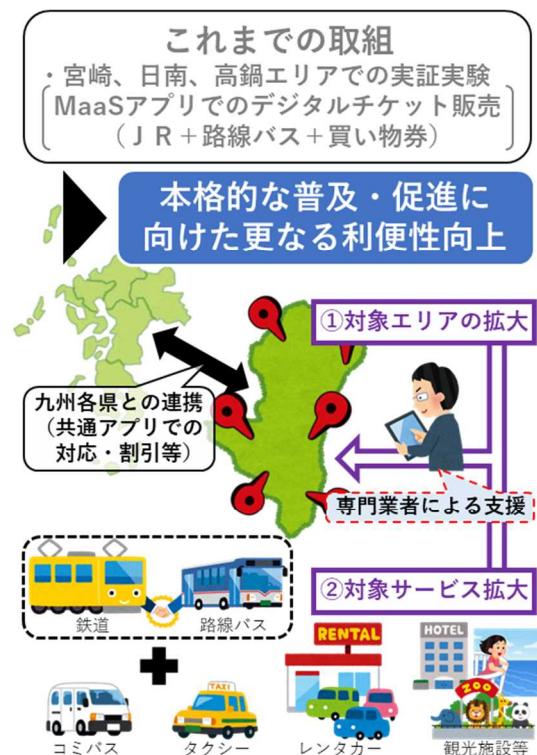 これまでの取組
・宮崎、日南、高鍋エリアでの実証実験
MaaSアプリでのデジタルチケット販売
（ＪＲ＋路線バス＋買い物券）
本格的な普及・促進に
向けた更なる利便性向上
①対象エリアの拡大
九州各県との連携
（共通アプリでの
対応・割引等）
専門業者による支援
②対象サービス拡大
鉄道
路線バス
RENTAL
HOTEL
TAXI
ZOO
コミバス
タクシー
レンタカー
観光施設等